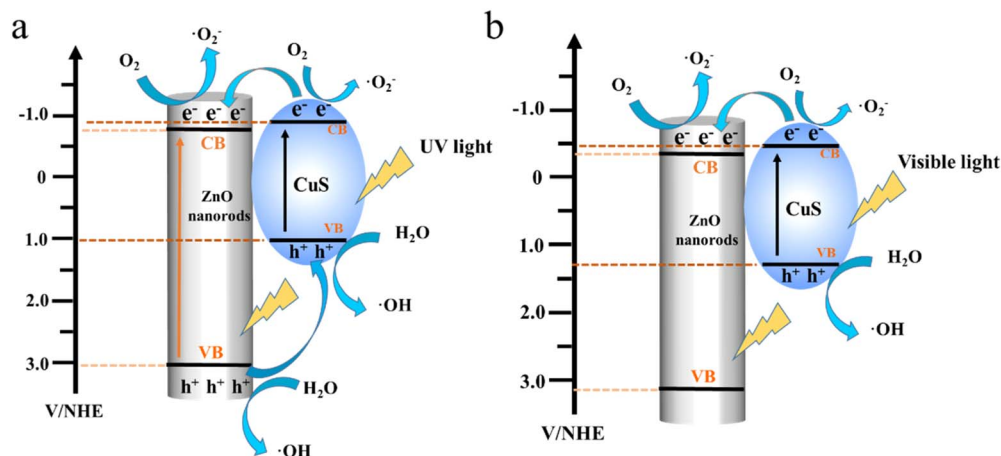 a
·O₂⁻
O₂
O₂
·O₂⁻
-1.0
e⁻ e⁻ e⁻
e⁻ e⁻
CB
CB
UV light
0
ZnO
nanorods
CuS
VB
1.0
h⁺ h⁺
H₂O
2.0
·OH
VB
3.0
h⁺ h⁺ h⁺
H₂O
V/NHE
·OH
b
·O₂⁻
O₂
O₂
·O₂⁻
-1.0
e⁻ e⁻ e⁻
e⁻ e⁻
CB
CB
Visible light
0
ZnO
nanorods
CuS
VB
1.0
h⁺ h⁺
H₂O
2.0
·OH
VB
3.0
V/NHE